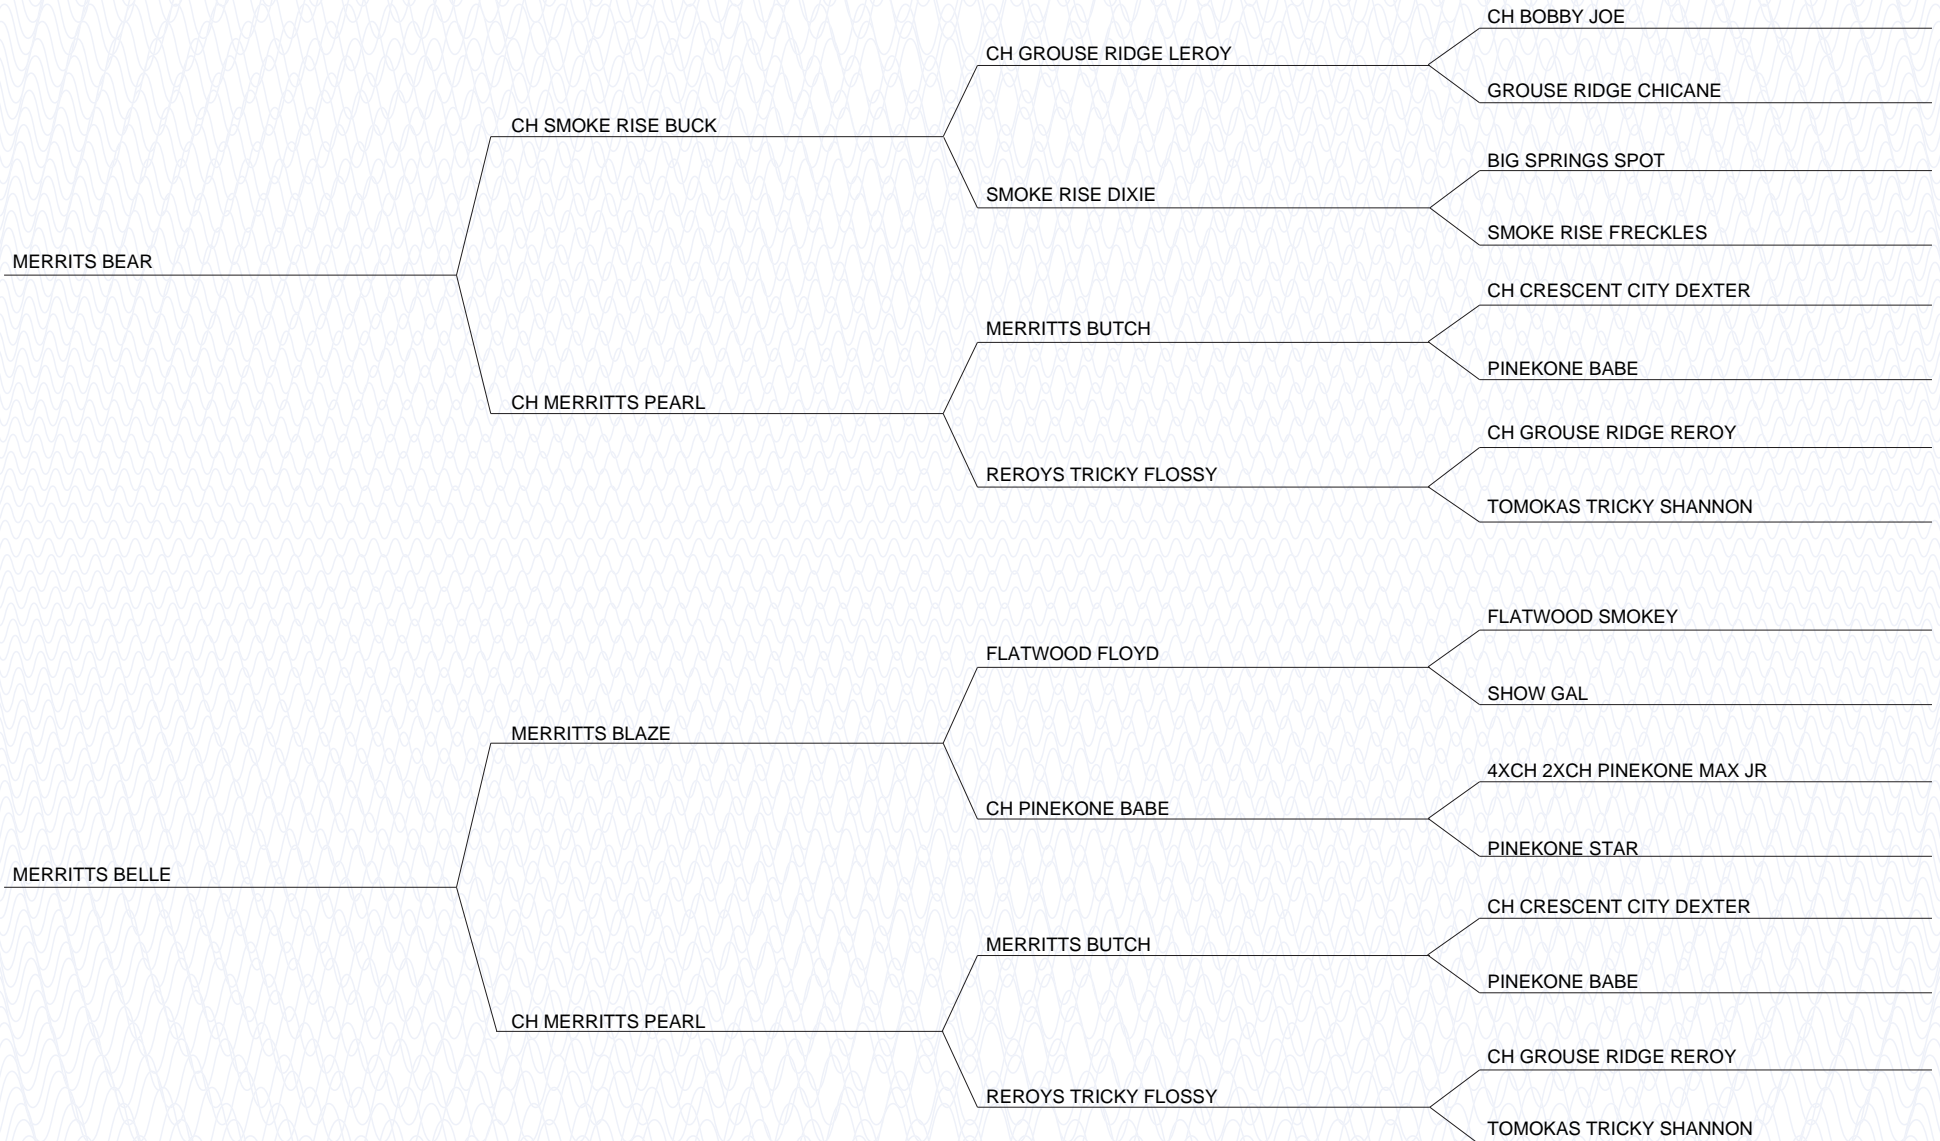 CH BOBBY JOE
CH GROUSE RIDGE LEROY
GROUSE RIDGE CHICANE
CH SMOKE RISE BUCK
BIG SPRINGS SPOT
SMOKE RISE DIXIE
SMOKE RISE FRECKLES
MERRITS BEAR
CH CRESCENT CITY DEXTER
MERRITTS BUTCH
PINEKONE BABE
CH MERRITTS PEARL
CH GROUSE RIDGE REROY
REROYS TRICKY FLOSSY
TOMOKAS TRICKY SHANNON
FLATWOOD SMOKEY
FLATWOOD FLOYD
SHOW GAL
MERRITTS BLAZE
4XCH 2XCH PINEKONE MAX JR
CH PINEKONE BABE
PINEKONE STAR
MERRITTS BELLE
CH CRESCENT CITY DEXTER
MERRITTS BUTCH
PINEKONE BABE
CH MERRITTS PEARL
CH GROUSE RIDGE REROY
REROYS TRICKY FLOSSY
TOMOKAS TRICKY SHANNON